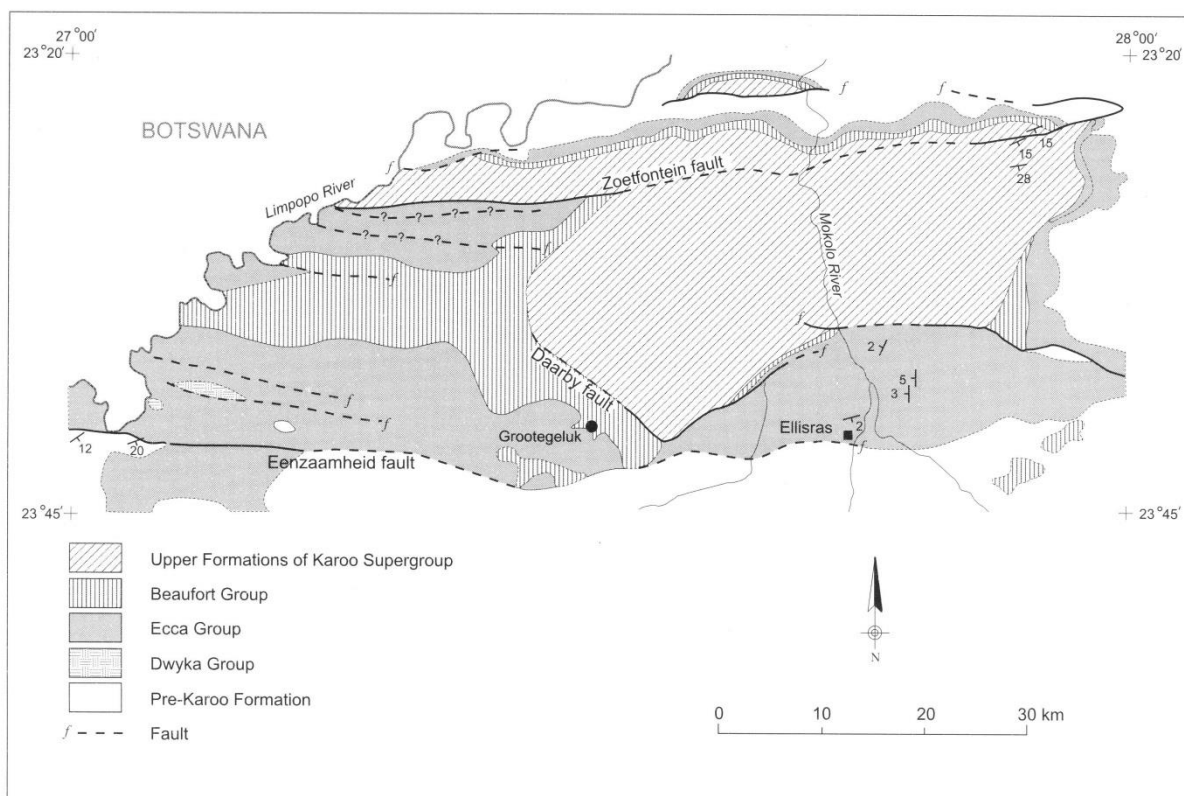 27°00'
23°20'
28°00'
23°20'
BOTSWANA
f
f
f
15
15
28
Zoetfontein fault
Limpopo River
? ? ? ?
? ? ?
f
f
Mokolo River
f
2
f
5
3
Daarby fault
f
f
Grootegeluk
Ellisras
2
f
12
20
Eenzaamheid fault
23°45'
23°45'
Upper Formations of Karoo Supergroup
Beaufort Group
Ecca Group
Dwyka Group
Pre-Karoo Formation
f Fault
N
0 10 20 30 km